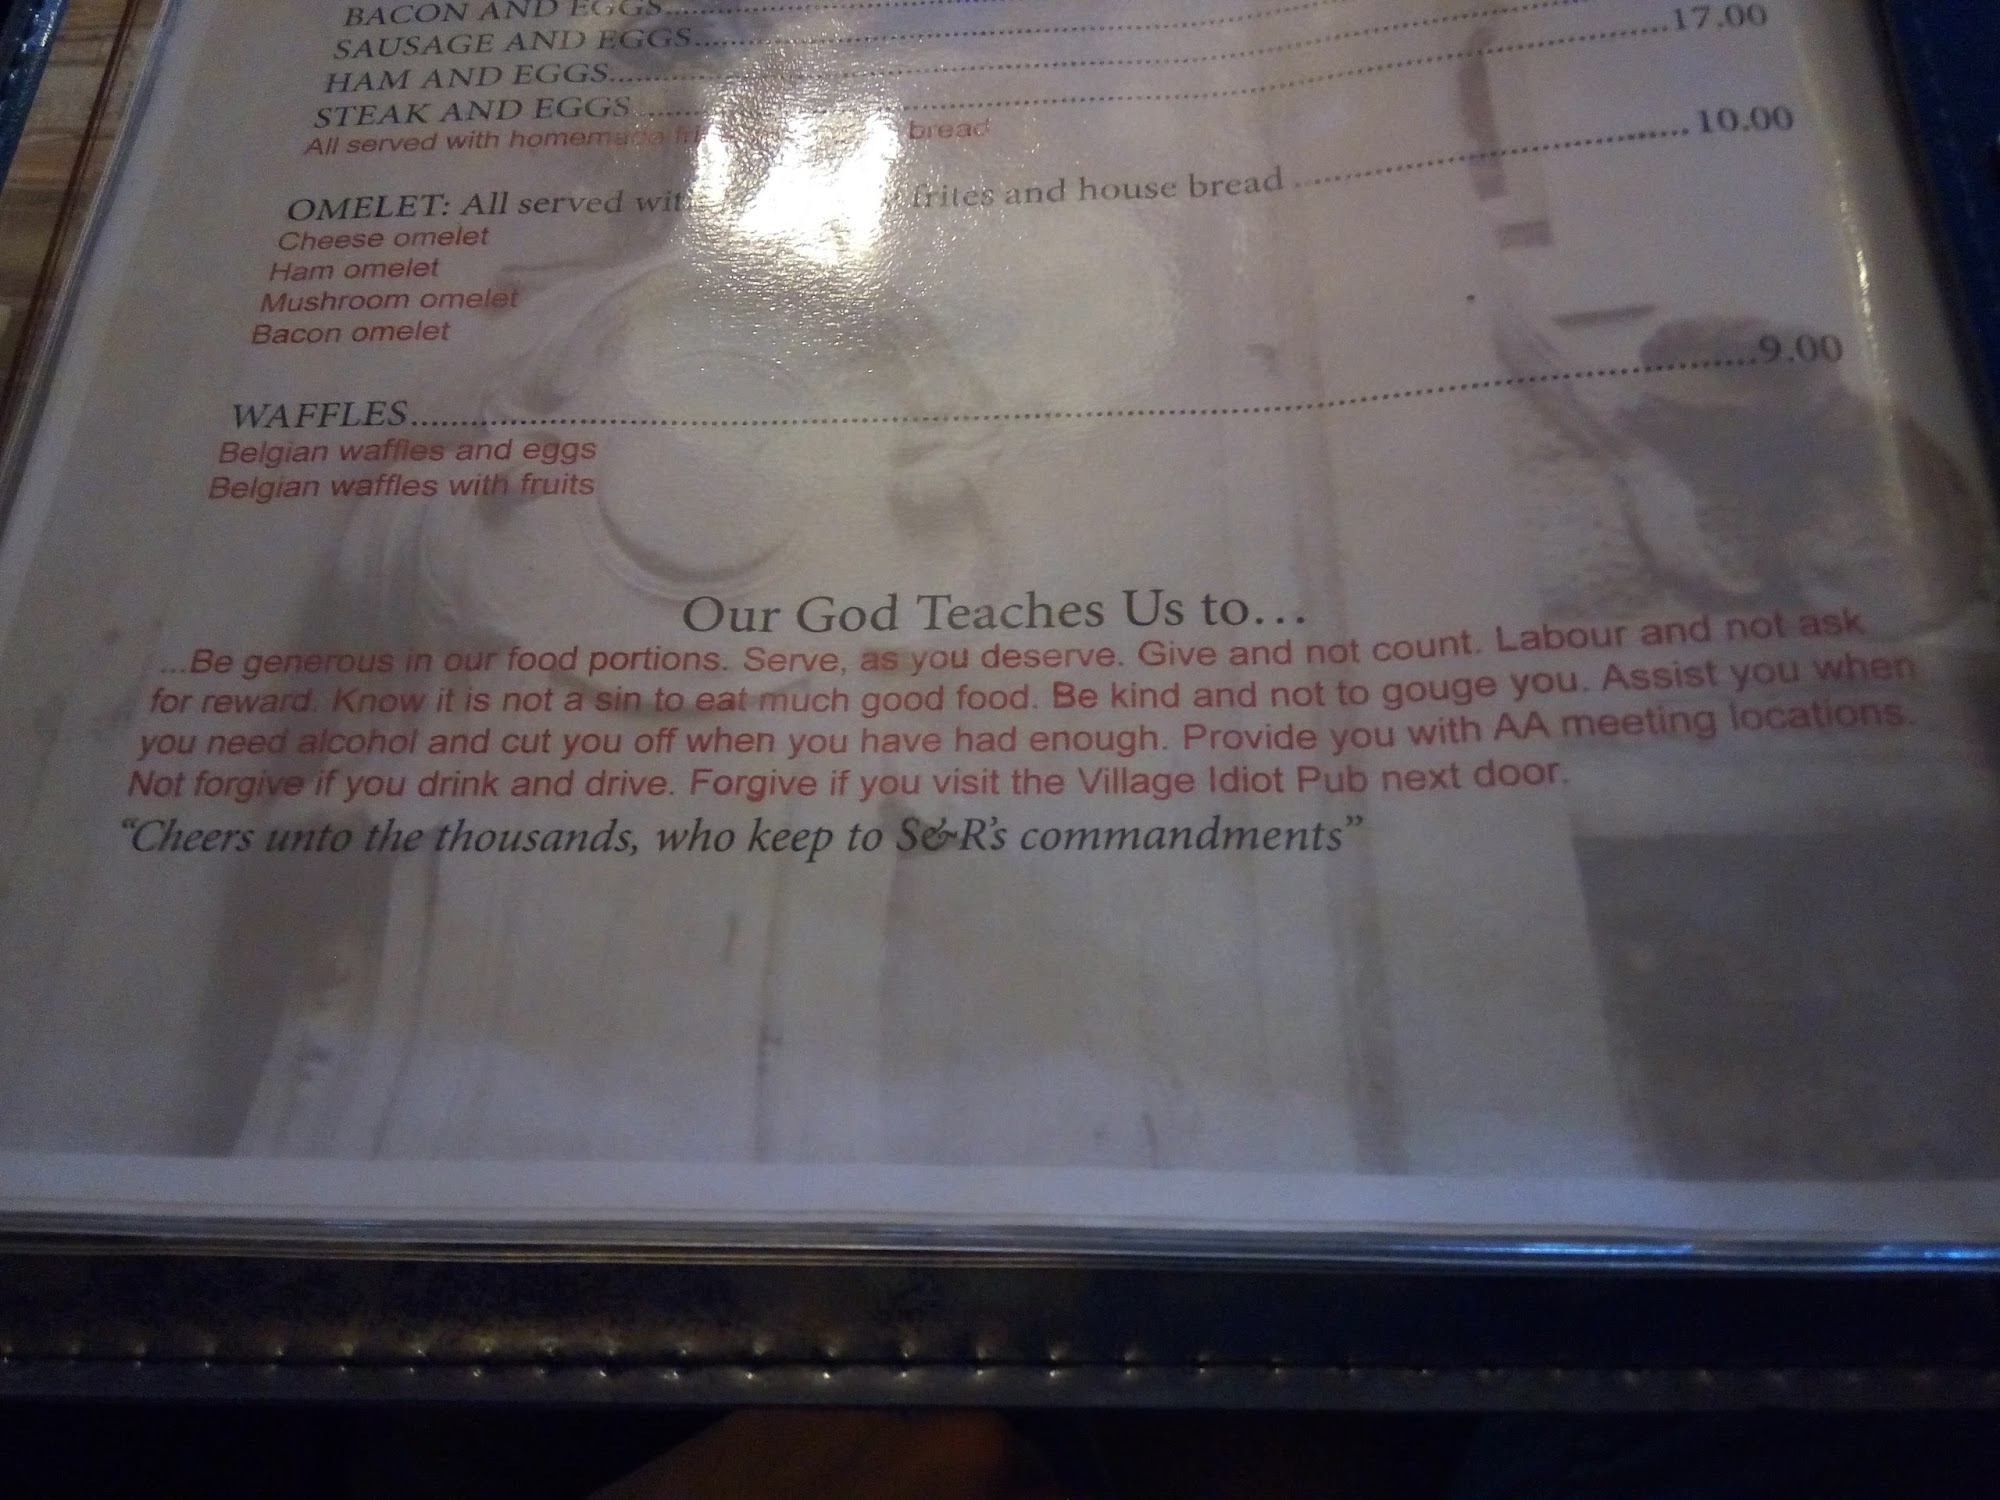 BACON AND EGGS
SAUSAGE AND EGGS
HAM AND EGGS
STEAK AND EGGS 17.00
All served with homemade bread
OMELET: All served frites and house bread 10.00
Cheese omelet
Ham omelet
Mushroom omelet
Bacon omelet
WAFFLES 9.00
Belgian waffles and eggs
Belgian waffles with fruits
Our God Teaches Us to...
...Be generous in our food portions. Serve, as you deserve. Give and not count. Labour and not ask
for reward. Know it is not a sin to eat much good food. Be kind and not to gouge you. Assist you when
you need alcohol and cut you off when you have had enough. Provide you with AA meeting locations.
Not forgive if you drink and drive. Forgive if you visit the Village Idiot Pub next door.
“Cheers unto the thousands, who keep to S&R’s commandments”